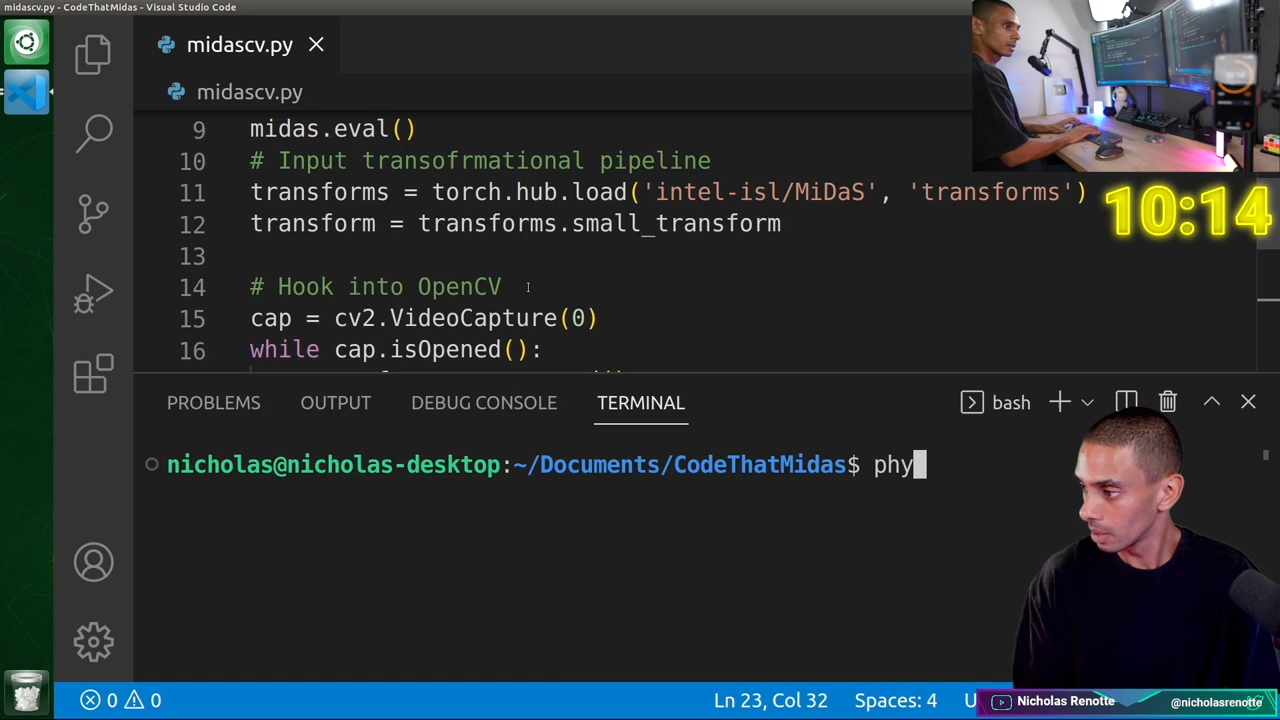 midascv.py - CodeThatMidas - Visual Studio Code
midascv.py
midascv.py
9 midas.eval()
10 # Input transofrmational pipeline
11 transforms = torch.hub.load('intel-isl/MiDaS', 'transforms')
12 transform = transforms.small_transform
13
14 # Hook into OpenCV
15 cap = cv2.VideoCapture(0)
16 while cap.isOpened():
10:14
PROBLEMS OUTPUT DEBUG CONSOLE TERMINAL bash
nicholas@nicholas-desktop:~/Documents/CodeThatMidas$ phy
0 0 Ln 23, Col 32 Spaces: 4 U
Nicholas Renotte @nicholasrenotte